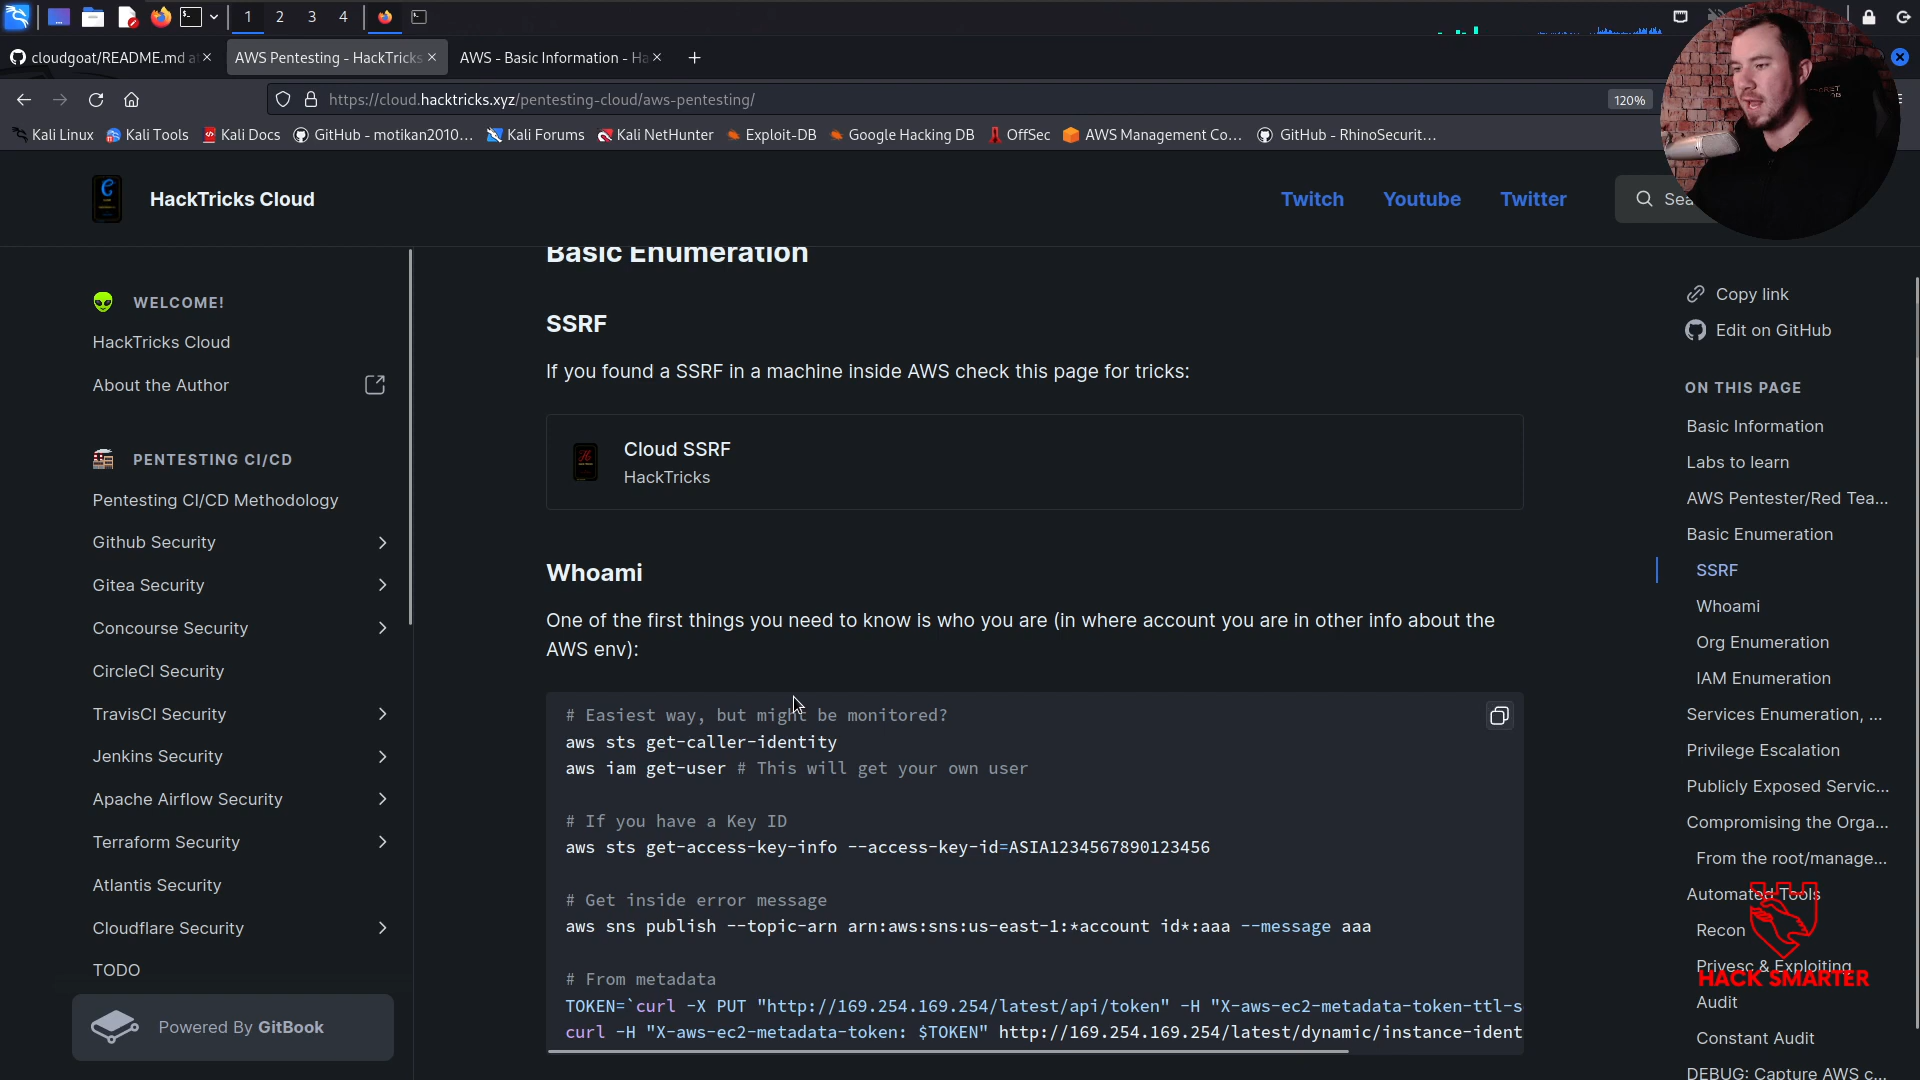 1 2 3 4
cloudgoat/README.md at
AWS Pentesting - HackTricks
AWS - Basic Information - Ha
https://cloud.hacktricks.xyz/pentesting-cloud/aws-pentesting/
120%
Kali Linux
Kali Tools
Kali Docs
GitHub - motikan2010...
Kali Forums
Kali NetHunter
Exploit-DB
Google Hacking DB
OffSec
AWS Management Co...
GitHub - RhinoSecurit...
HackTricks Cloud
Twitch
Youtube
Twitter
WELCOME!
HackTricks Cloud
About the Author
PENTESTING CI/CD
Pentesting CI/CD Methodology
Github Security
Gitea Security
Concourse Security
CircleCI Security
TravisCI Security
Jenkins Security
Apache Airflow Security
Terraform Security
Atlantis Security
Cloudflare Security
TODO
Powered By GitBook
Basic Enumeration
SSRF
If you found a SSRF in a machine inside AWS check this page for tricks:
Cloud SSRF
HackTricks
Whoami
One of the first things you need to know is who you are (in where account you are in other info about the
AWS env):
# Easiest way, but might be monitored?
aws sts get-caller-identity
aws iam get-user # This will get your own user
# If you have a Key ID
aws sts get-access-key-info --access-key-id=ASIA1234567890123456
# Get inside error message
aws sns publish --topic-arn arn:aws:sns:us-east-1:*account id*:aaa --message aaa
# From metadata
TOKEN=`curl -X PUT "http://169.254.169.254/latest/api/token" -H "X-aws-ec2-metadata-token-ttl-s
curl -H "X-aws-ec2-metadata-token: $TOKEN" http://169.254.169.254/latest/dynamic/instance-ident
Copy link
Edit on GitHub
ON THIS PAGE
Basic Information
Labs to learn
AWS Pentester/Red Tea...
Basic Enumeration
SSRF
Whoami
Org Enumeration
IAM Enumeration
Services Enumeration, ...
Privilege Escalation
Publicly Exposed Servic...
Compromising the Orga...
From the root/manage...
Automated Tools
Recon
Privesc & Exploiting
HACK SMARTER
Audit
Constant Audit
DEBUG: Capture AWS c...